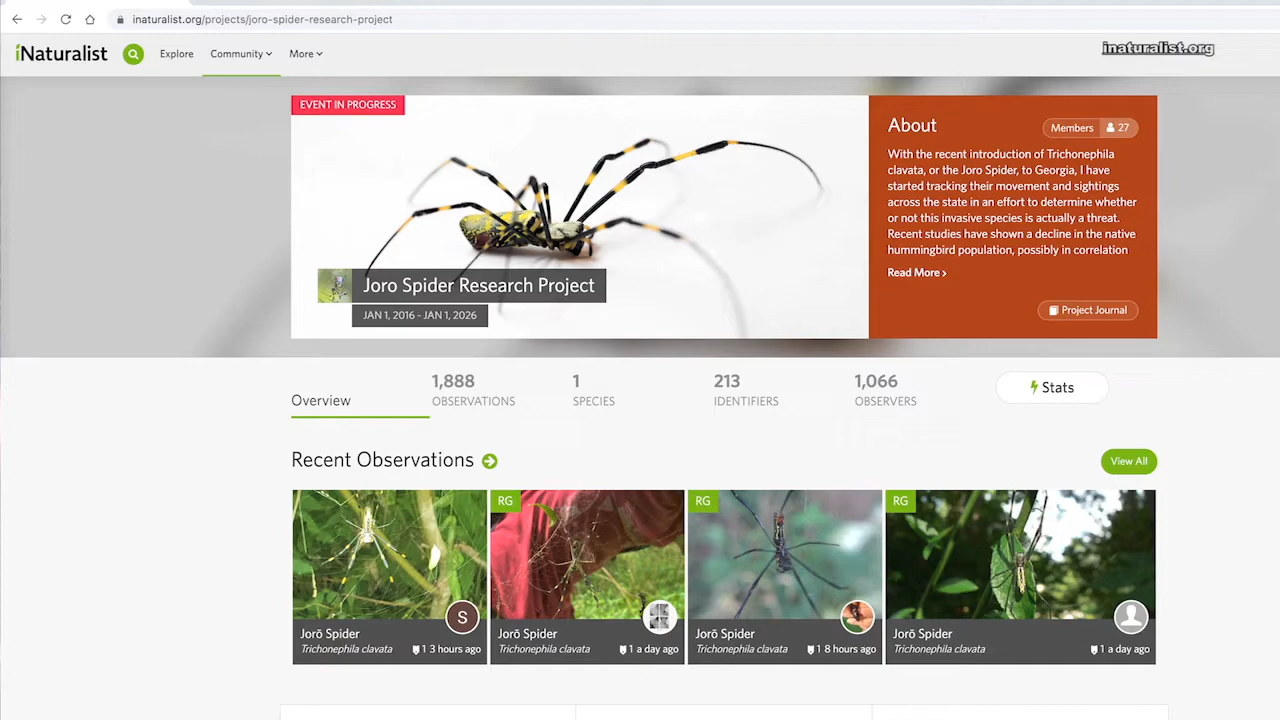 inaturalist.org/projects/joro-spider-research-project
iNaturalist
Explore
Community
More
inaturalist.org
EVENT IN PROGRESS
Joro Spider Research Project
JAN 1, 2016 - JAN 1, 2026
About
Members 27
With the recent introduction of Trichonephila
clavata, or the Joro Spider, to Georgia, I have
started tracking their movement and sightings
across the state in an effort to determine whether
or not this invasive species is actually a threat.
Recent studies have shown a decline in the native
hummingbird population, possibly in correlation
Read More
Project Journal
Overview
1,888
OBSERVATIONS
1
SPECIES
213
IDENTIFIERS
1,066
OBSERVERS
Stats
Recent Observations
View All
S
Jorō Spider
Trichonephila clavata
1 3 hours ago
RG
Jorō Spider
Trichonephila clavata
1 a day ago
RG
Jorō Spider
Trichonephila clavata
1 8 hours ago
RG
Jorō Spider
Trichonephila clavata
1 a day ago